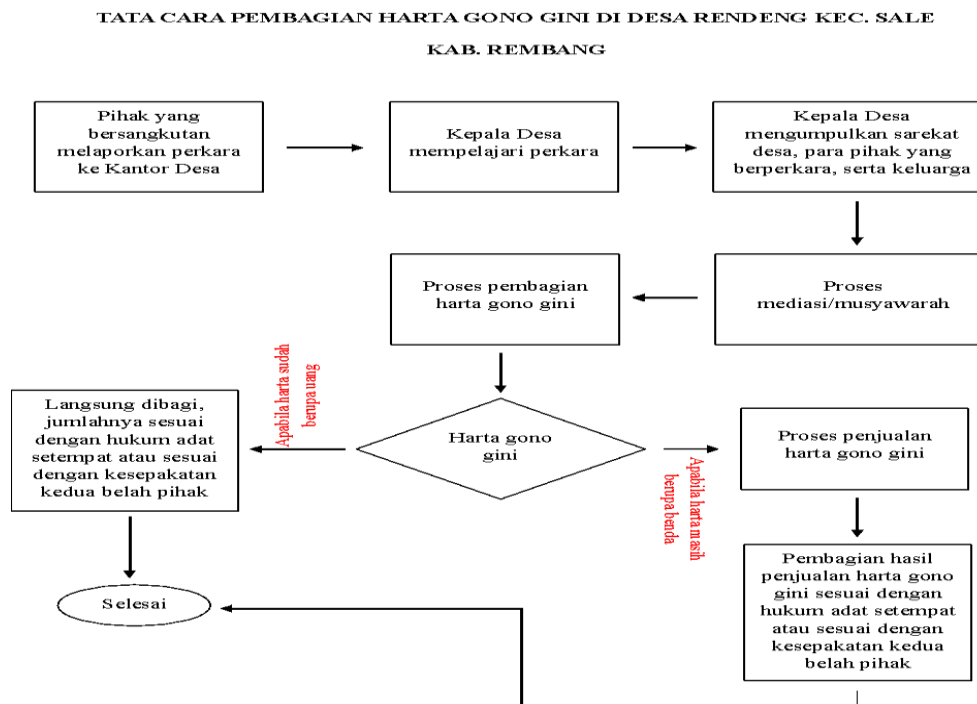 TATA CARA PEMBAGIAN HARTA GONO GINI DI DESA RENDENG KEC. SALE
KAB. REMBANG
Pihak yang
bersangkutan
melaporkan perkara
ke Kantor Desa
Kepala Desa
mempelajari perkara
Kepala Desa
mengumpulkan sarekat
desa, para pihak yang
berperkara, serta keluarga
Proses
mediasi/musyawarah
Proses pembagian
harta gono gini
Harta gono
gini
Apabila harta sudah
berupa uang
Langsung dibagi,
jumlahnya sesuai
dengan hukum adat
setempat atau sesuai
dengan kesepakatan
kedua belah pihak
Selesai
Apabila harta masih
berupa benda
Proses penjualan
harta gono gini
Pembagian hasil
penjualan harta gono
gini sesuai dengan
hukum adat setempat
atau sesuai dengan
kesepakatan kedua
belah pihak